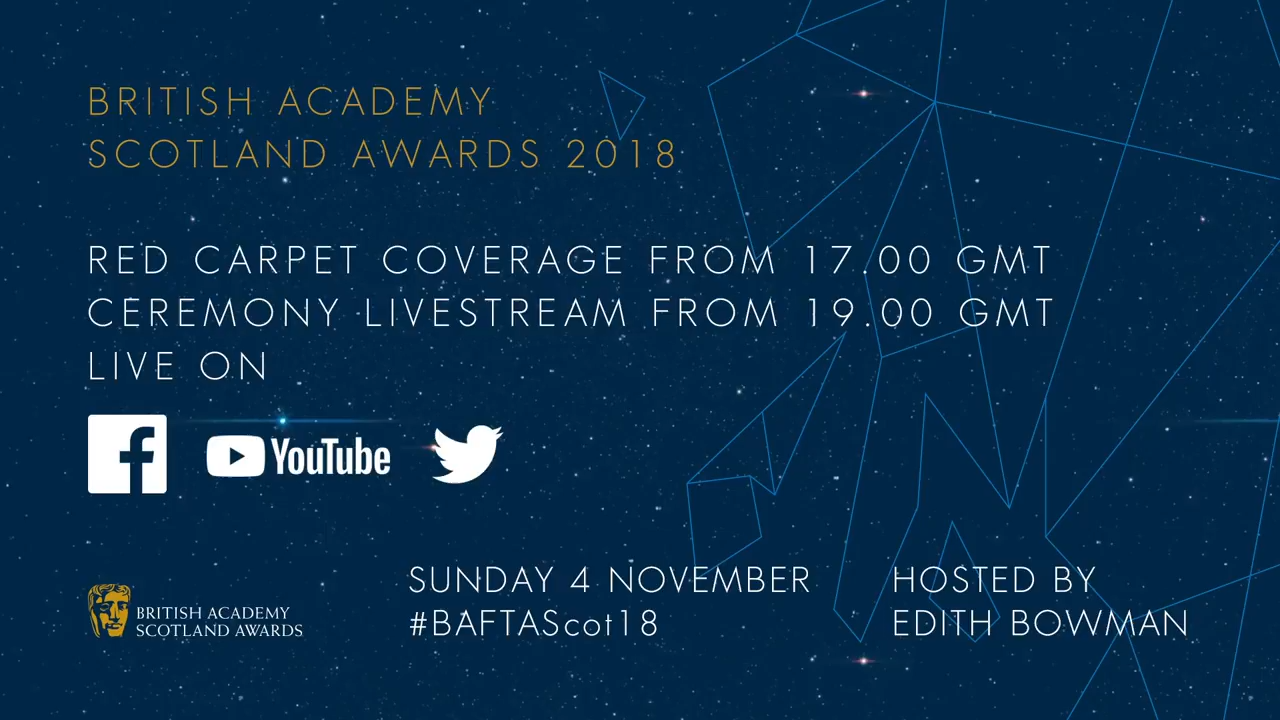 BRITISH ACADEMY
SCOTLAND AWARDS 2018
RED CARPET COVERAGE FROM 17.00 GMT
CEREMONY LIVESTREAM FROM 19.00 GMT
LIVE ON
YouTube
BRITISH ACADEMY
SCOTLAND AWARDS
SUNDAY 4 NOVEMBER
#BAFTAScot18
HOSTED BY
EDITH BOWMAN